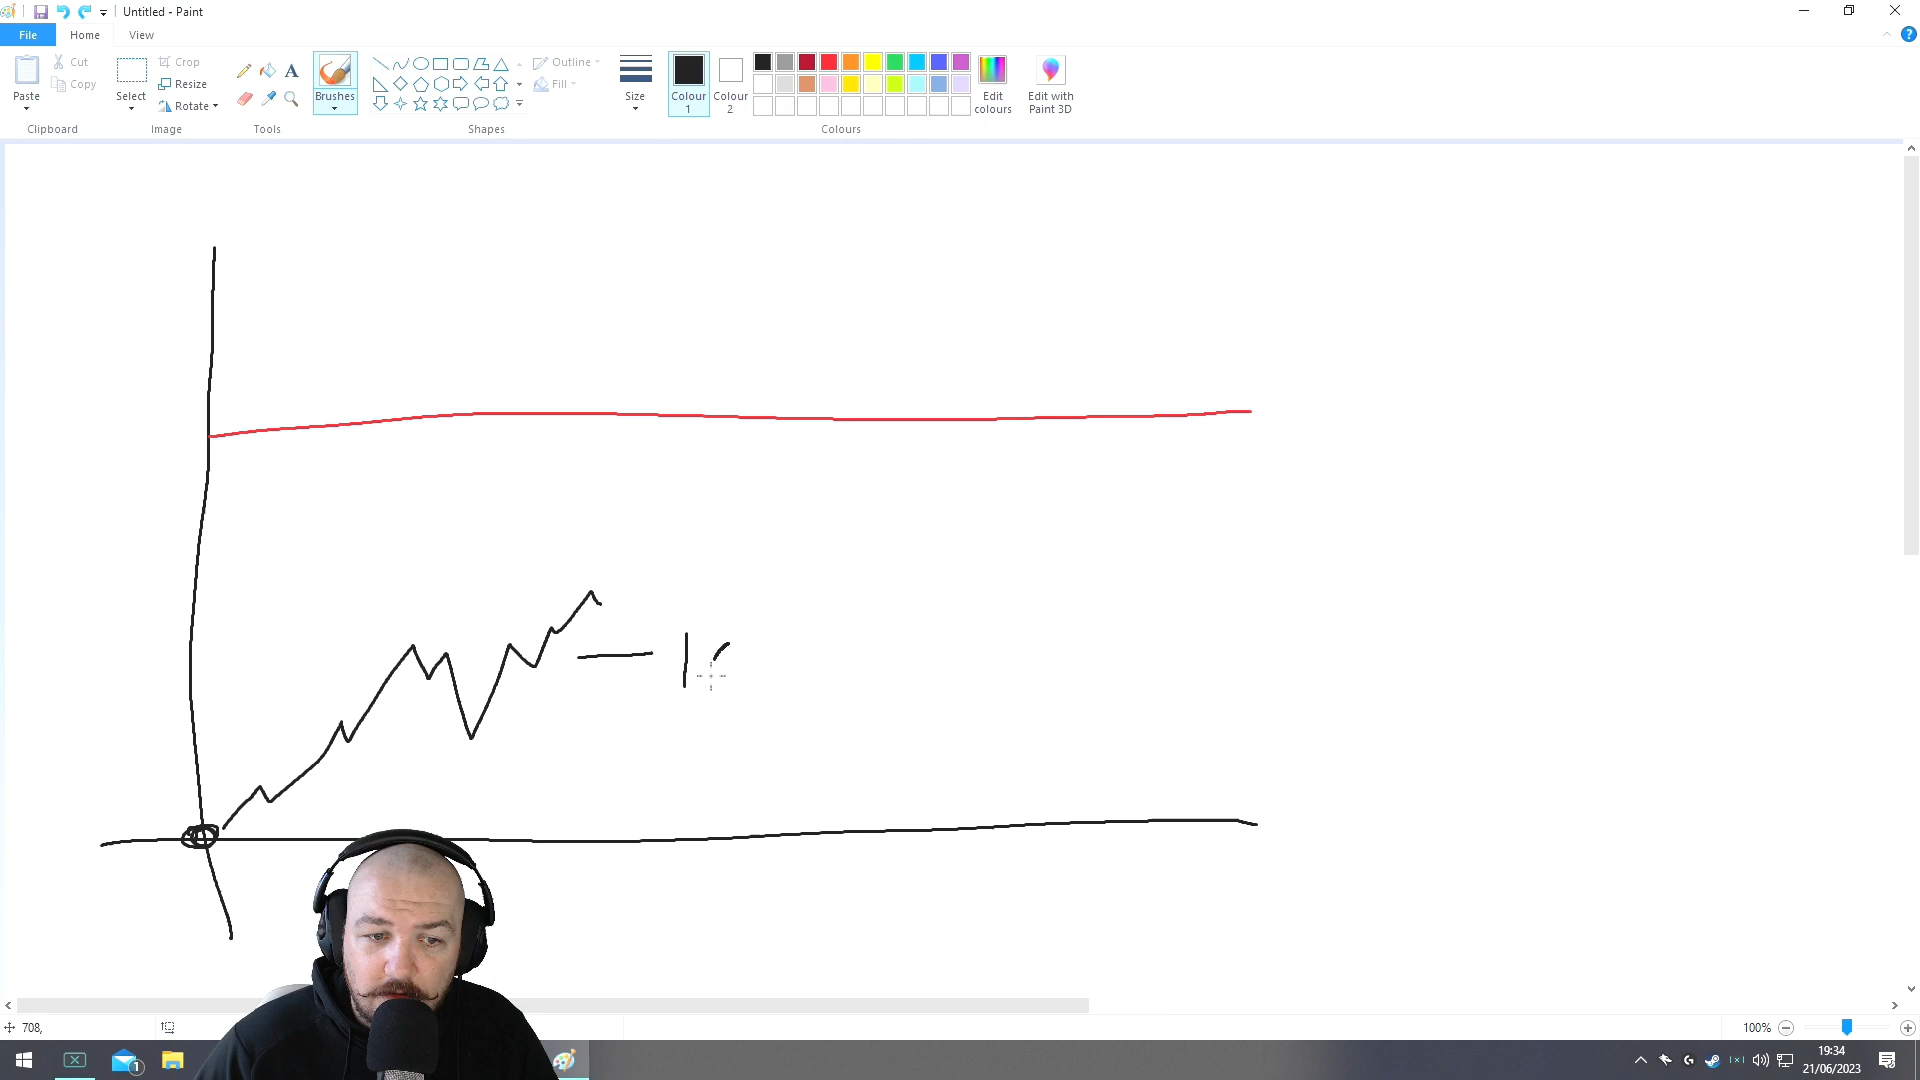 Untitled - Paint
File Home View
Paste
Cut
Copy
Clipboard
Select
Crop
Resize
Rotate
Image
Tools
Brushes
Shapes
Outline
Fill
Size
Colour 1
Colour 2
Edit colours
Edit with Paint 3D
Colours
708,
100%
1
19:34
21/06/2023